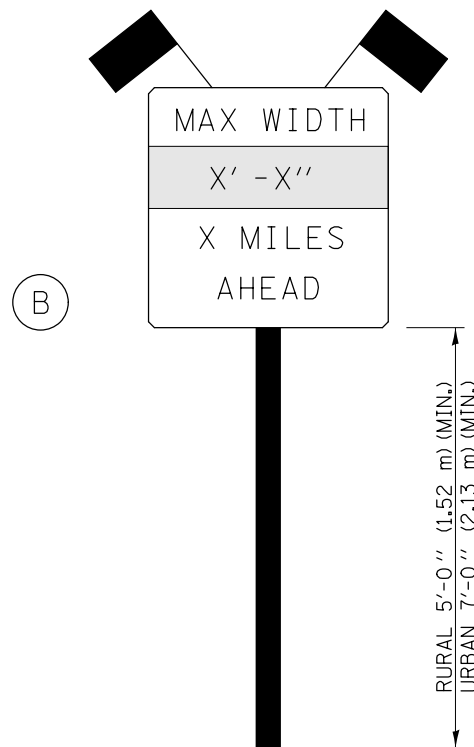 MAX WIDTH
X'-X"
X MILES
AHEAD
B
RURAL 5'-0" (1.52 m) (MIN.)
URBAN 7'-0" (2.13 m) (MIN.)